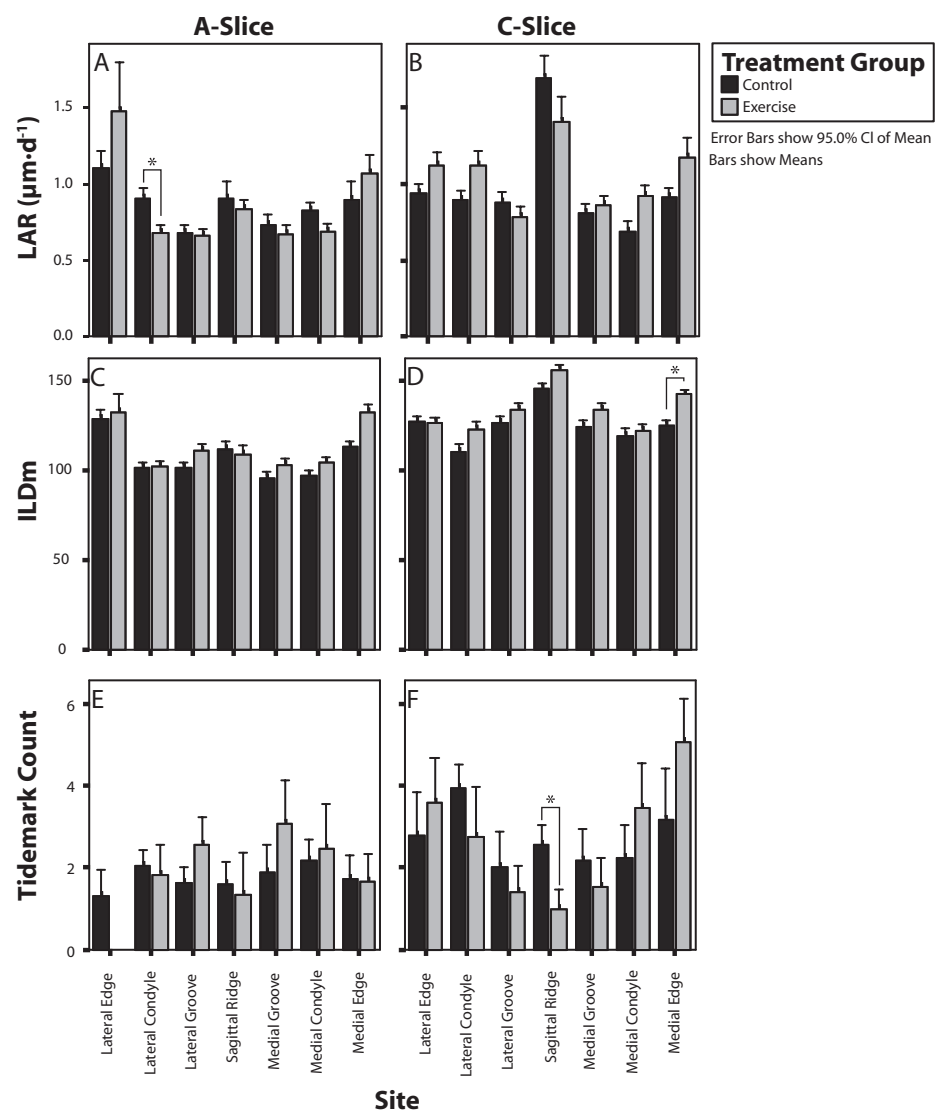 A-Slice
C-Slice
A
B
Treatment Group
Control
Exercise
Error Bars show 95.0% CI of Mean
Bars show Means
LAR (µm·d-1)
1.5
1.0
0.5
0.0
*
C
D
ILDm
150
100
50
0
*
E
F
Tidemark Count
6
4
2
0
*
Lateral Edge
Lateral Condyle
Lateral Groove
Sagittal Ridge
Medial Groove
Medial Condyle
Medial Edge
Lateral Edge
Lateral Condyle
Lateral Groove
Sagittal Ridge
Medial Groove
Medial Condyle
Medial Edge
Site